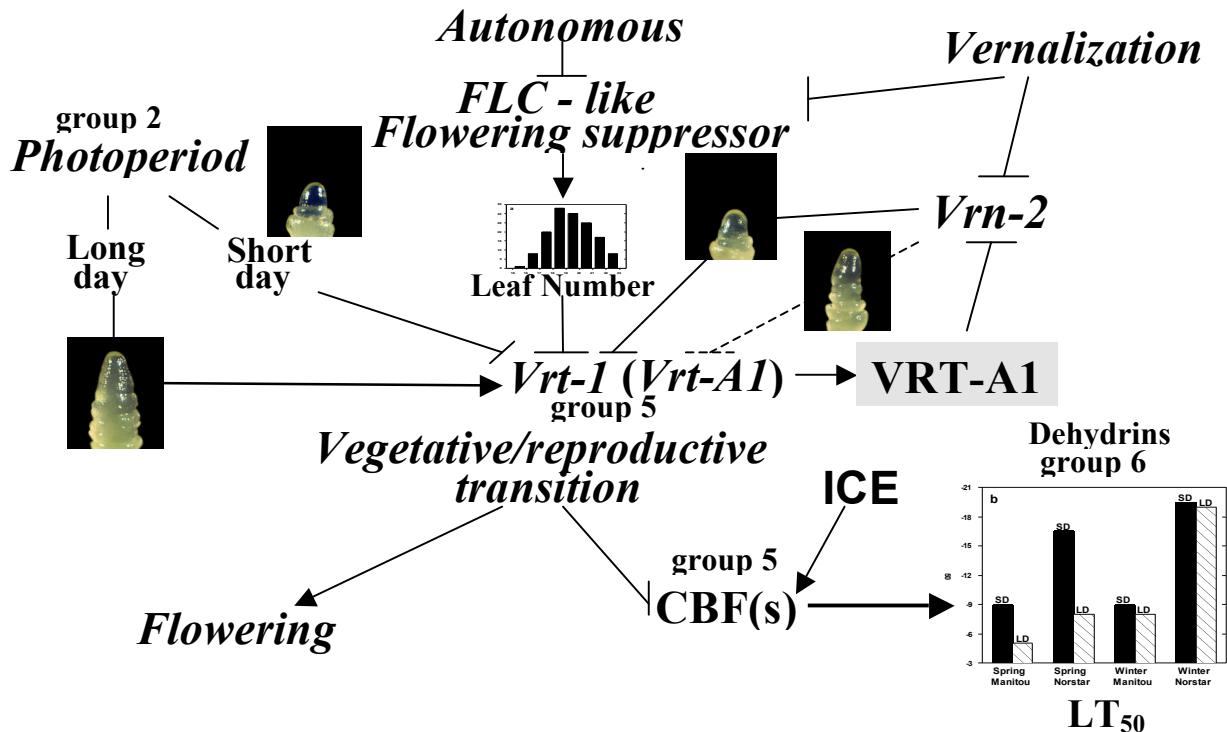 Autonomous
Vernalization
FLC - like
Flowering suppressor
group 2
Photoperiod
Vrn-2
Long
day
Short
day
Leaf Number
Vrt-1 (Vrt-A1)
group 5
VRT-A1
Vegetative/reproductive
transition
ICE
Dehydrins
group 6
group 5
CBF(s)
Flowering
b
-21
-18
-15
-12
-9
-6
-3
SD
LD
SD
LD
SD
LD
SD
LD
Spring
Manitou
Spring
Norstar
Winter
Manitou
Winter
Norstar
LT50